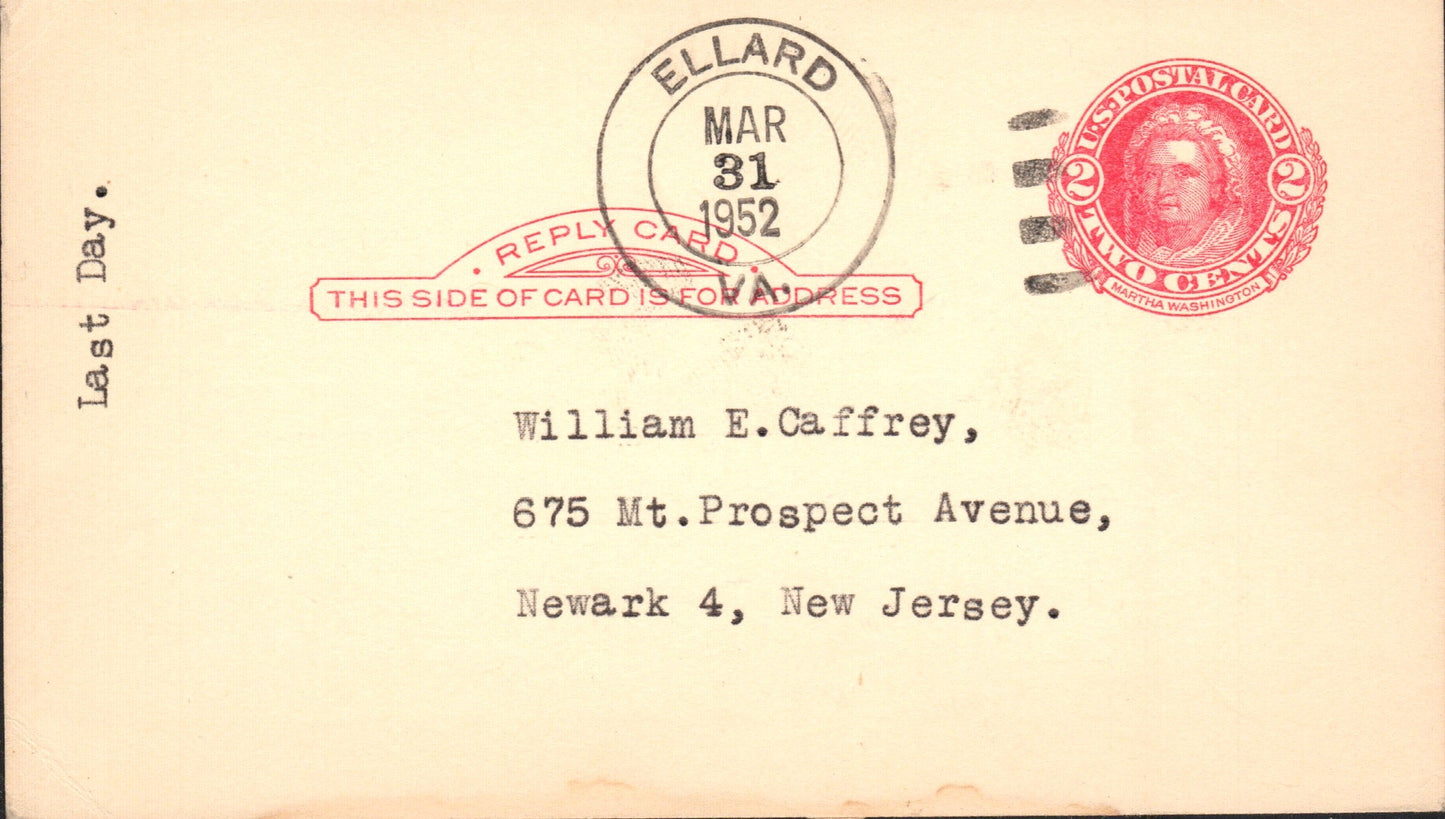 ELLARD
MAR
31
1952
VA.
U.S. POSTAL CARD
2 2
TWO CENTS
MARTHA WASHINGTON
· REPLY CARD ·
THIS SIDE OF CARD IS FOR ADDRESS
Last Day.
William E.Caffrey,
675 Mt.Prospect Avenue,
Newark 4, New Jersey.